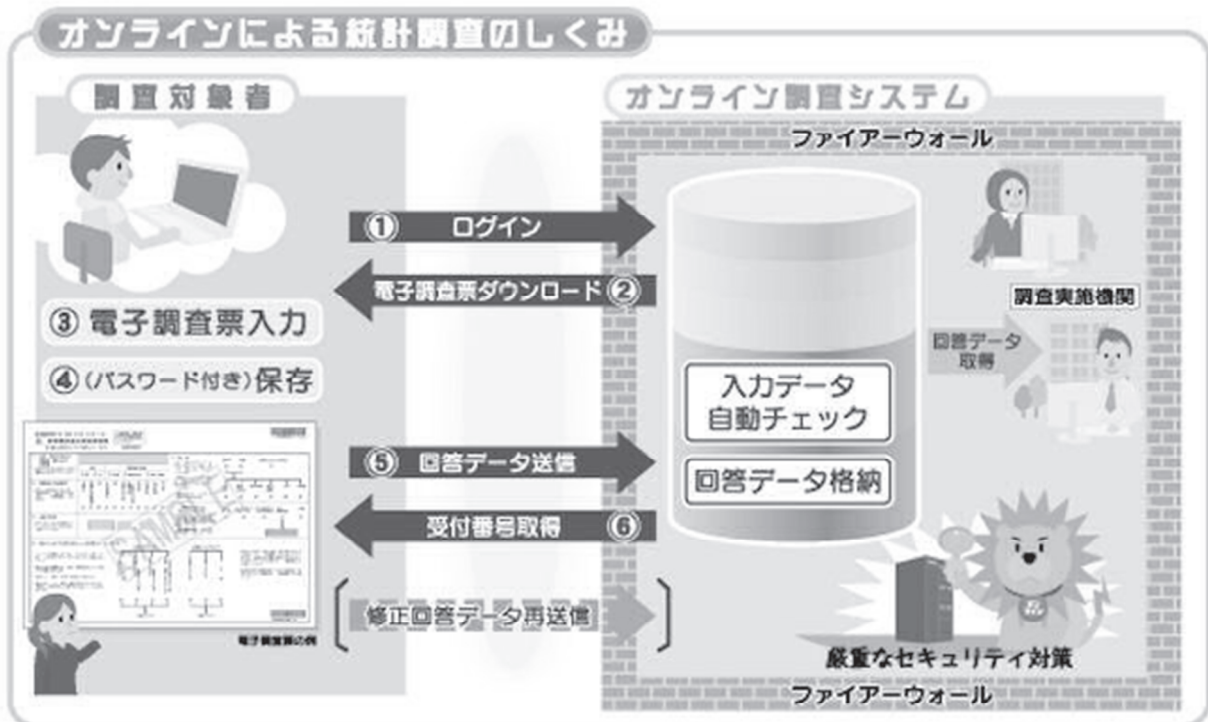 オンラインによる統計調査のしくみ
調査対象者
オンライン調査システム
ファイアーウォール
① ログイン
電子調査票ダウンロード ②
③ 電子調査票入力
④ (パスワード付き)保存
調査実施機関
回答データ
取得
入力データ
自動チェック
回答データ格納
⑤ 回答データ送信
受付番号取得 ⑥
修正回答データ再送信
SAMPLE
電子調査票の例
厳重なセキュリティ対策
ファイアーウォール